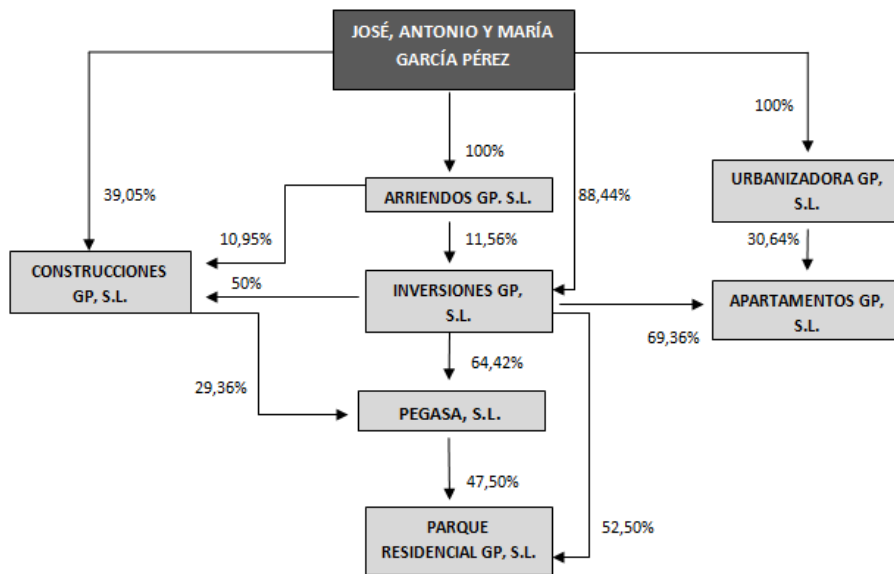 JOSÉ, ANTONIO Y MARÍA
GARCÍA PÉREZ
100%
100%
39,05%
88,44%
ARRIENDOS GP. S.L.
URBANIZADORA GP,
S.L.
10,95%
11,56%
30,64%
CONSTRUCCIONES
GP, S.L.
50%
INVERSIONES GP,
S.L.
APARTAMENTOS GP,
S.L.
69,36%
64,42%
29,36%
PEGASA, S.L.
47,50%
PARQUE
RESIDENCIAL GP, S.L.
52,50%